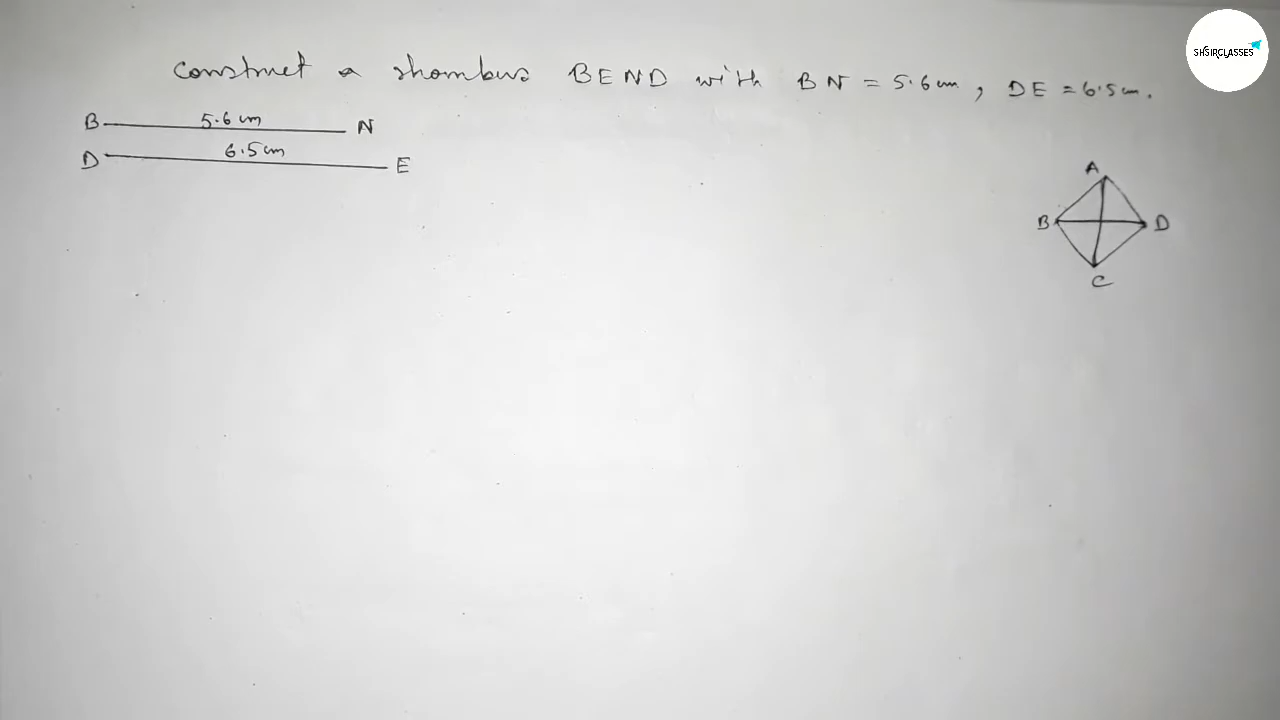 construct a rhombus BEND with BN = 5.6 cm, DE = 6.5 cm.
SHSIRCLASSES
B 5.6 cm N
D 6.5 cm E
A
B D
C